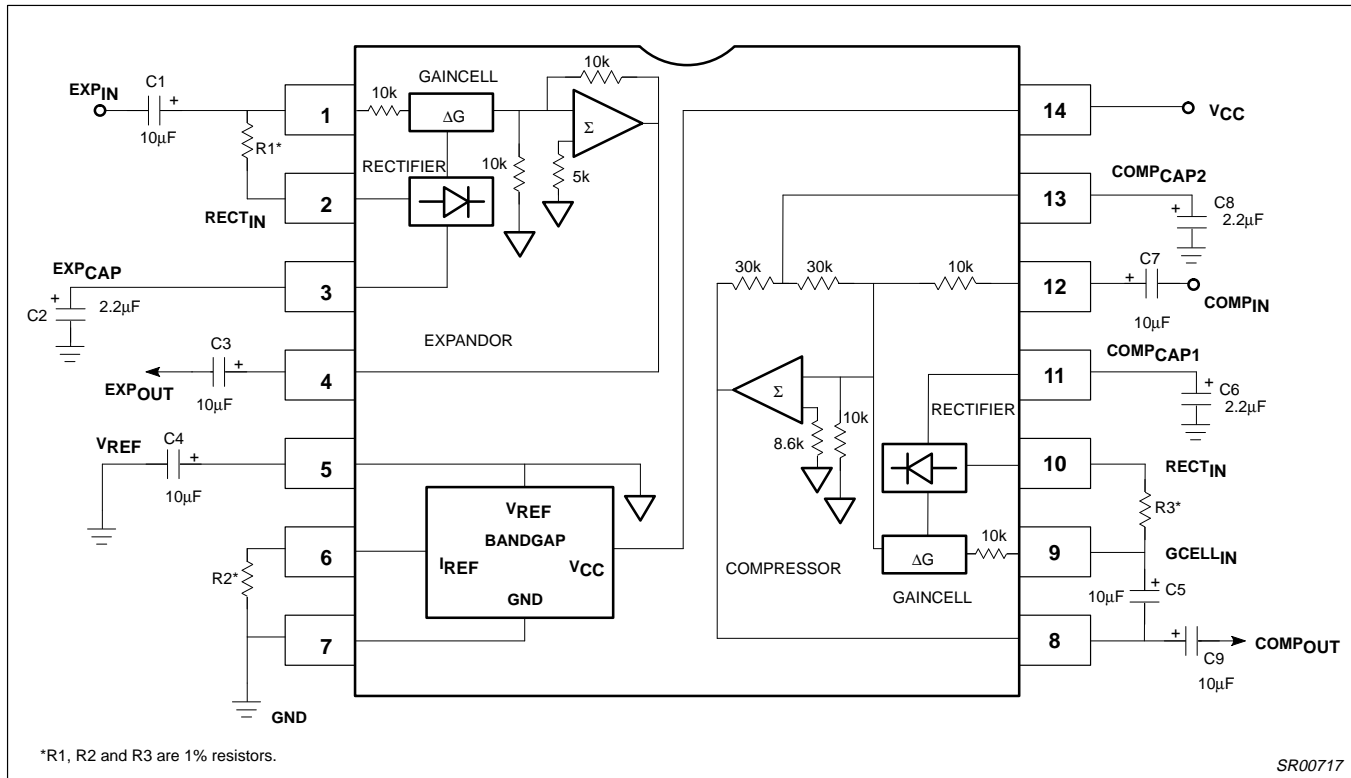 EXPIN
C1
+
10µF
R1*
RECTIN
EXPCAP
+
C2
2.2µF
C3
+
EXPOUT
10µF
VREF
C4
+
10µF
R2*
GND
1
2
3
4
5
6
7
10k
GAINCELL
ΔG
10k
Σ
RECTIFIER
10k
5k
EXPANDOR
VREF
BANDGAP
IREF
VCC
GND
30k
30k
10k
Σ
8.6k
10k
RECTIFIER
10k
ΔG
COMPRESSOR
GAINCELL
14
13
12
11
10
9
8
VCC
COMPCAP2
+
C8
2.2µF
C7
+
COMPIN
10µF
COMPCAP1
+
C6
2.2µF
RECTIN
R3*
GCELLIN
+
10µF
C5
+
COMPOUT
C9
10µF
*R1, R2 and R3 are 1% resistors.
SR00717